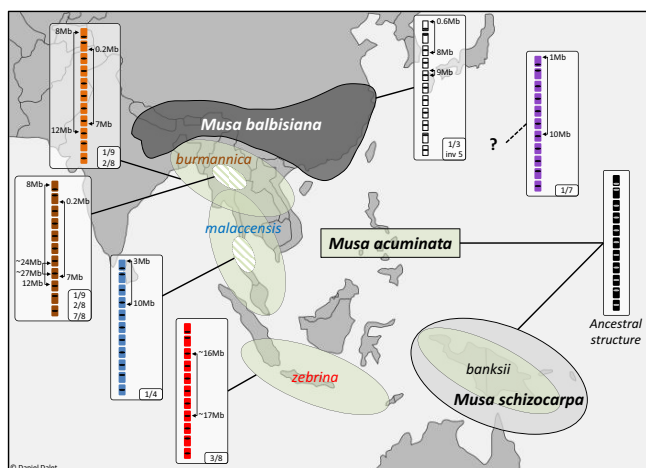 8Mb
0.2Mb
7Mb
12Mb
1/9
2/8
0.6Mb
8Mb
9Mb
1/3
inv 5
1Mb
10Mb
?
1/7
Musa balbisiana
burmannica
8Mb
0.2Mb
~24Mb
~27Mb
7Mb
12Mb
1/9
2/8
7/8
malaccensis
3Mb
10Mb
1/4
Musa acuminata
Ancestral
structure
~16Mb
~17Mb
3/8
zebrina
banksii
Musa schizocarpa
© Daniel Dalet